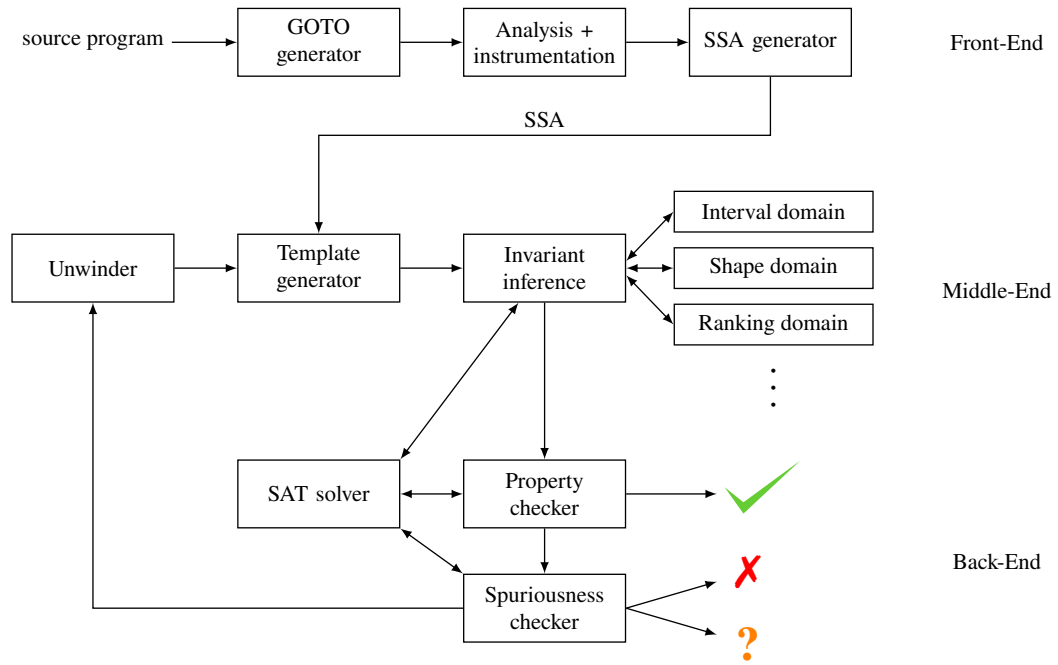 source program
GOTO
generator
Analysis +
instrumentation
SSA generator
Front-End
SSA
Unwinder
Template
generator
Invariant
inference
Interval domain
Shape domain
Ranking domain
Middle-End
SAT solver
Property
checker
Spuriousness
checker
?
Back-End